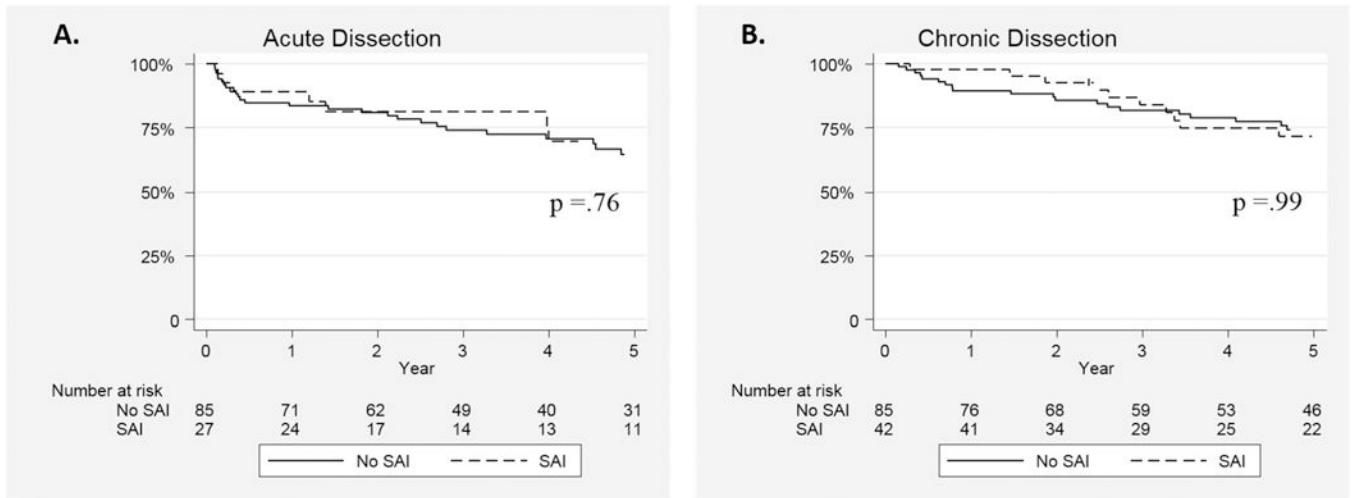 A.
Acute Dissection
100%
75%
50%
25%
0
p =.76
0 1 2 3 4 5
Year
Number at risk
No SAI 85 71 62 49 40 31
SAI 27 24 17 14 13 11
No SAI SAI
B.
Chronic Dissection
100%
75%
50%
25%
0
p =.99
0 1 2 3 4 5
Year
Number at risk
No SAI 85 76 68 59 53 46
SAI 42 41 34 29 25 22
No SAI SAI